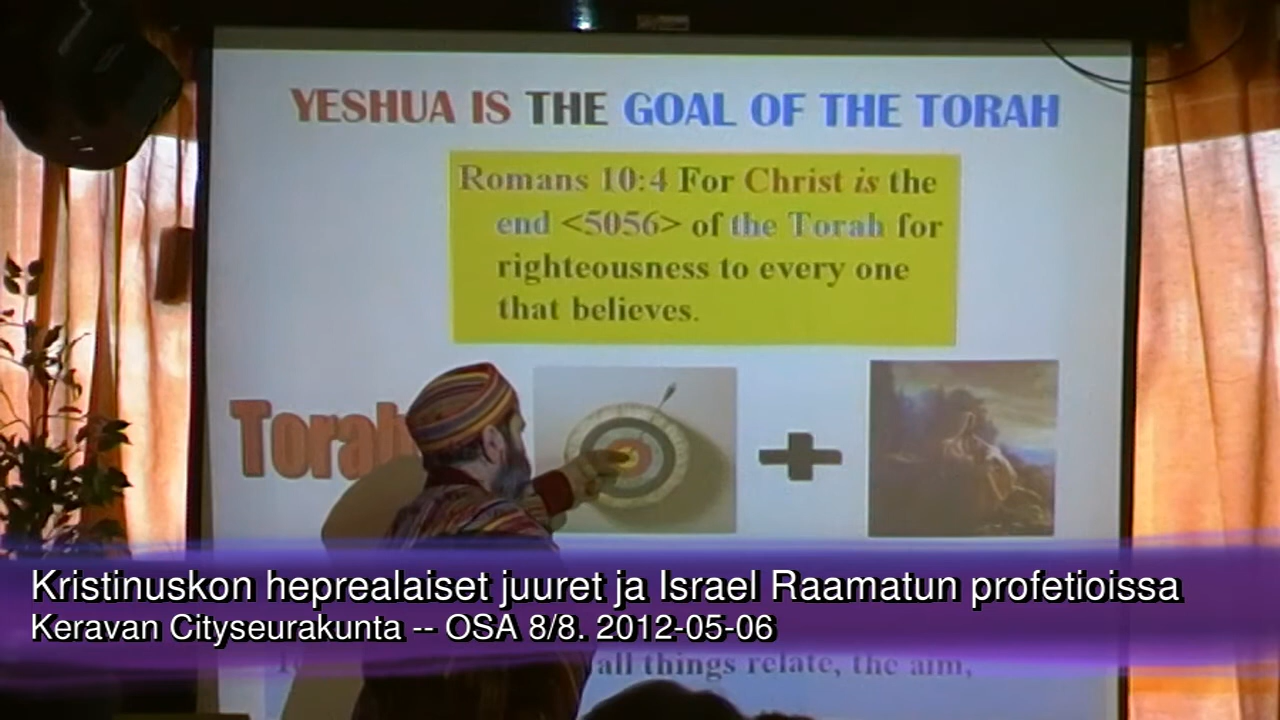 YESHUA IS THE GOAL OF THE TORAH
Romans 10:4 For Christ is the
end <5056> of the Torah for
righteousness to every one
that believes.
Torah
Kristinuskon heprealaiset juuret ja Israel Raamatun profetioissa
Keravan Cityseurakunta -- OSA 8/8. 2012-05-06
all things relate, the aim,